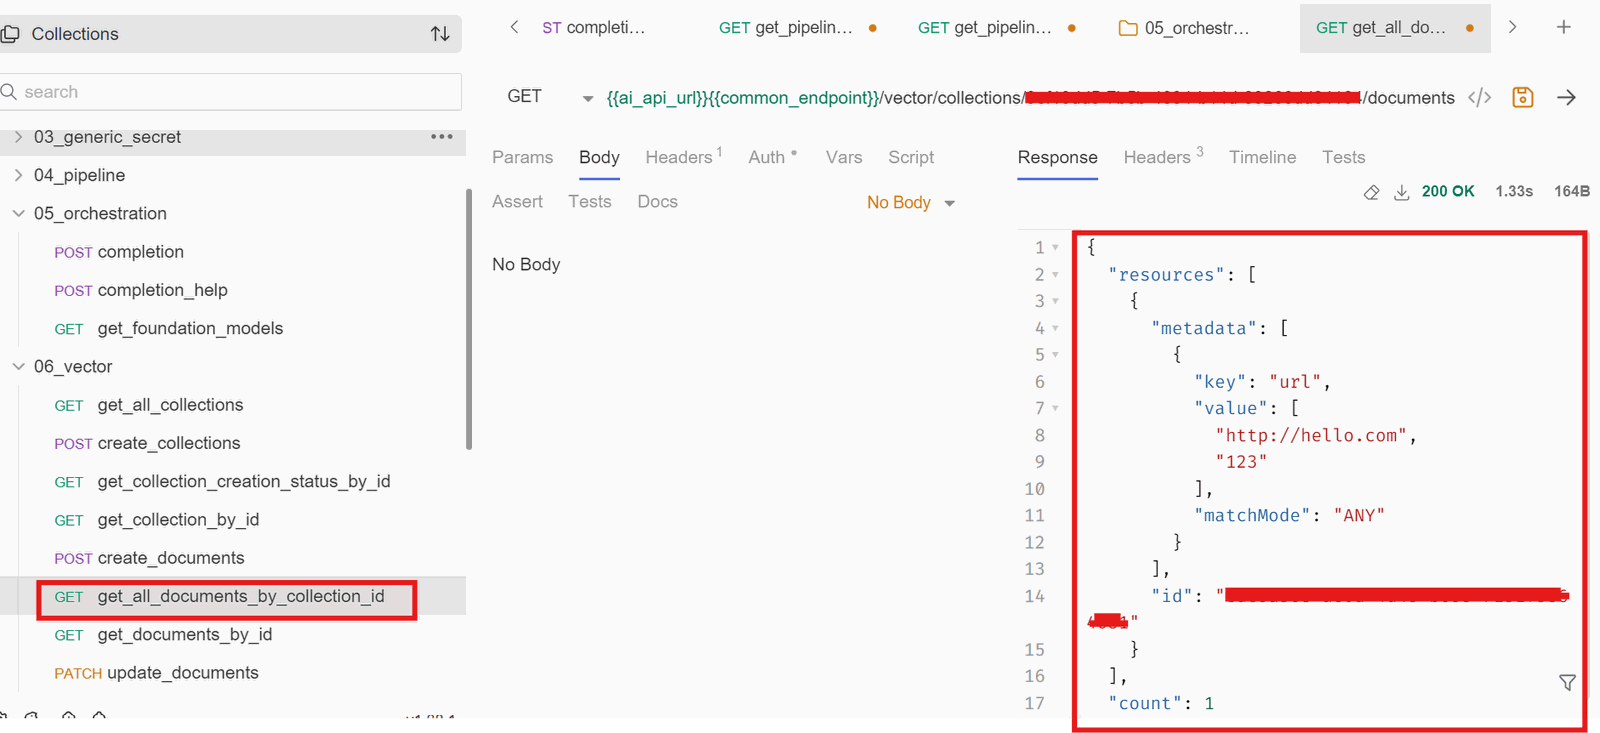 Collections
search
03_generic_secret
04_pipeline
05_orchestration
POST completion
POST completion_help
GET get_foundation_models
06_vector
GET get_all_collections
POST create_collections
GET get_collection_creation_status_by_id
GET get_collection_by_id
POST create_documents
GET get_all_documents_by_collection_id
GET get_documents_by_id
PATCH update_documents
ST completi...
GET get_pipelin...
GET get_pipelin...
05_orchestr...
GET get_all_do...
GET {{ai_api_url}}{{common_endpoint}}/vector/collections/ /documents
Params Body Headers 1 Auth Vars Script
Assert Tests Docs No Body
No Body
Response Headers 3 Timeline Tests
200 OK 1.33s 164B
1 {
2 "resources": [
3 {
4 "metadata": [
5 {
6 "key": "url",
7 "value": [
8 "http://hello.com",
9 "123"
10 ],
11 "matchMode": "ANY"
12 }
13 ],
14 "id": "
"
15 }
16 ],
17 "count": 1